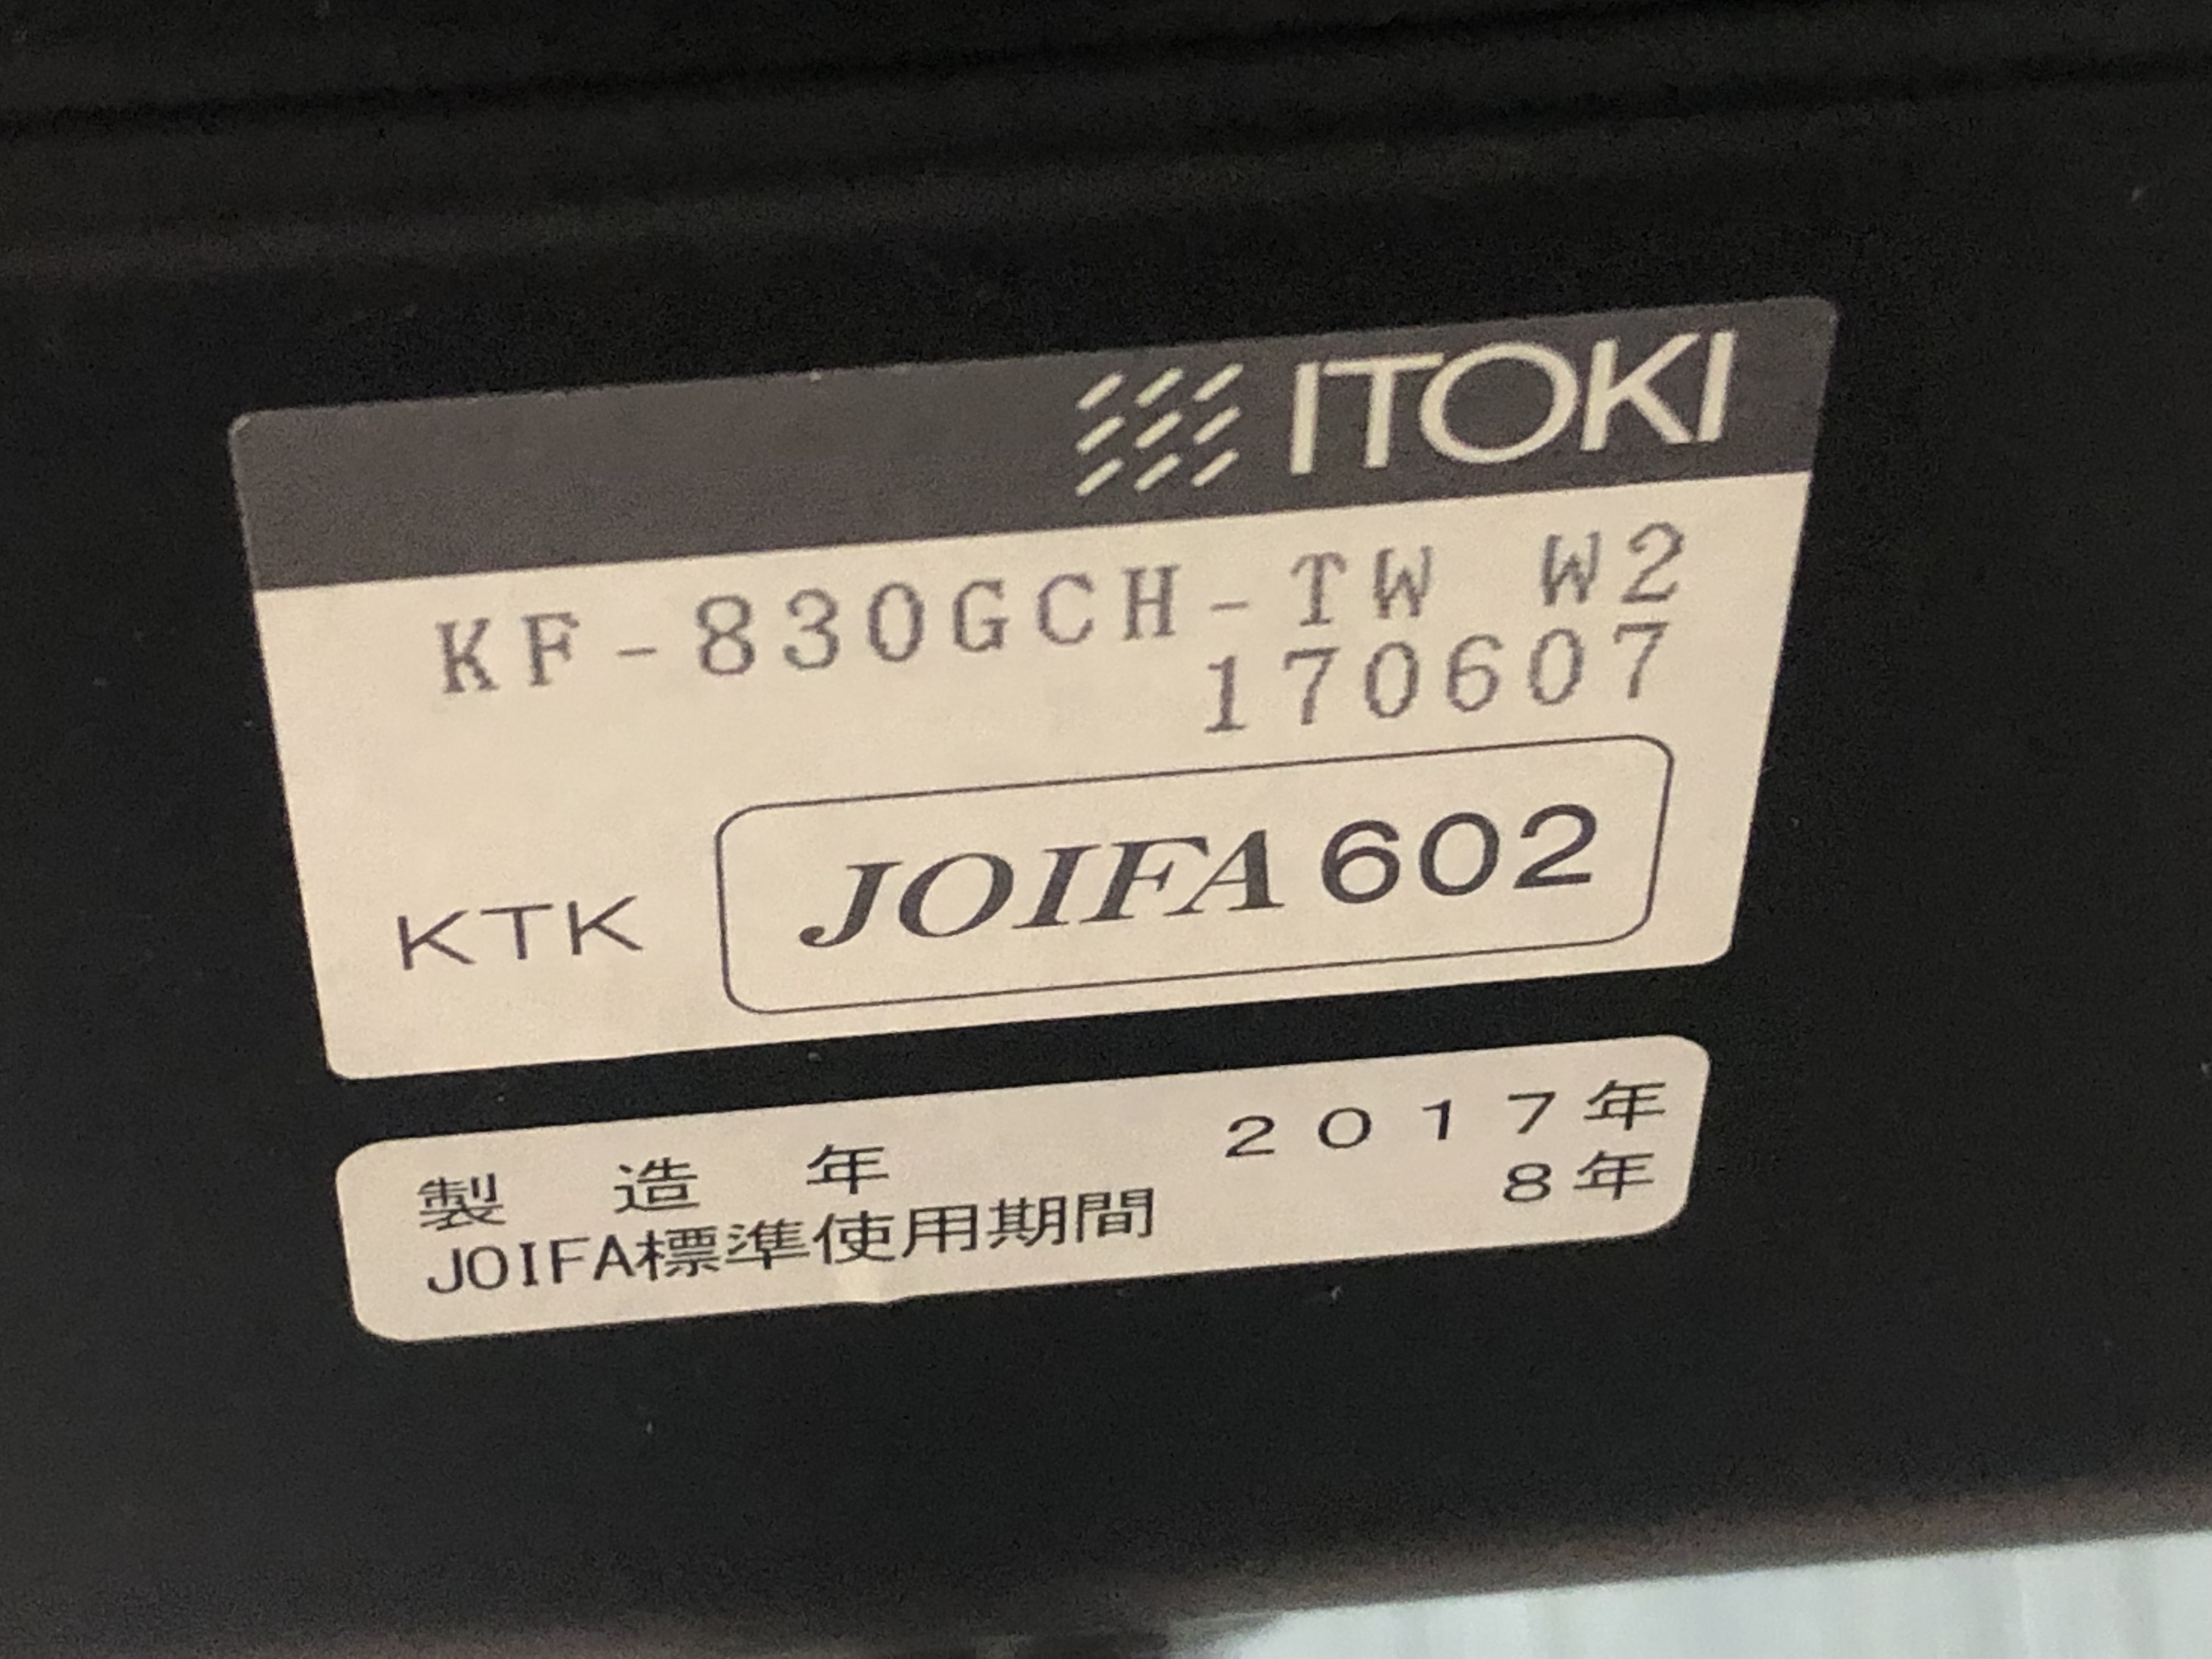 ITOKI
KF-830GCH-TW W2
170607
KTK JOIFA 602
製造年 2017年
JOIFA標準使用期間 8年